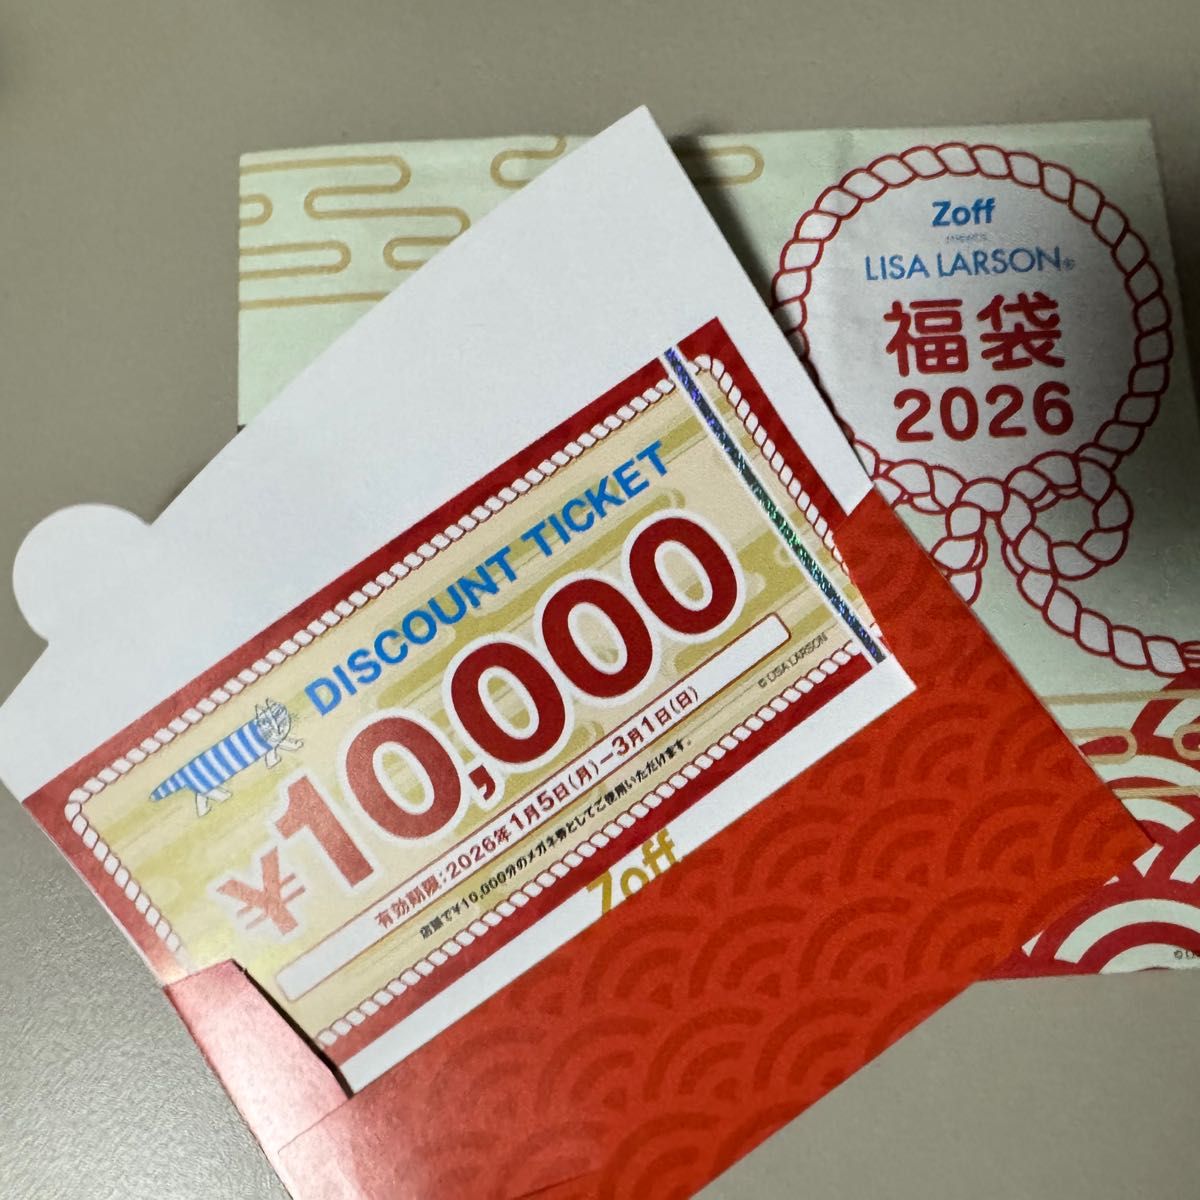 Zoff
LISA LARSON®
福袋
2026
DISCOUNT TICKET
¥10,000
有効期限:2026年1月5日(月)ー3月1日(日)
店頭で¥10,000分のメガネ券としてご使用いただけます。
© LISA LARSON
Zoff